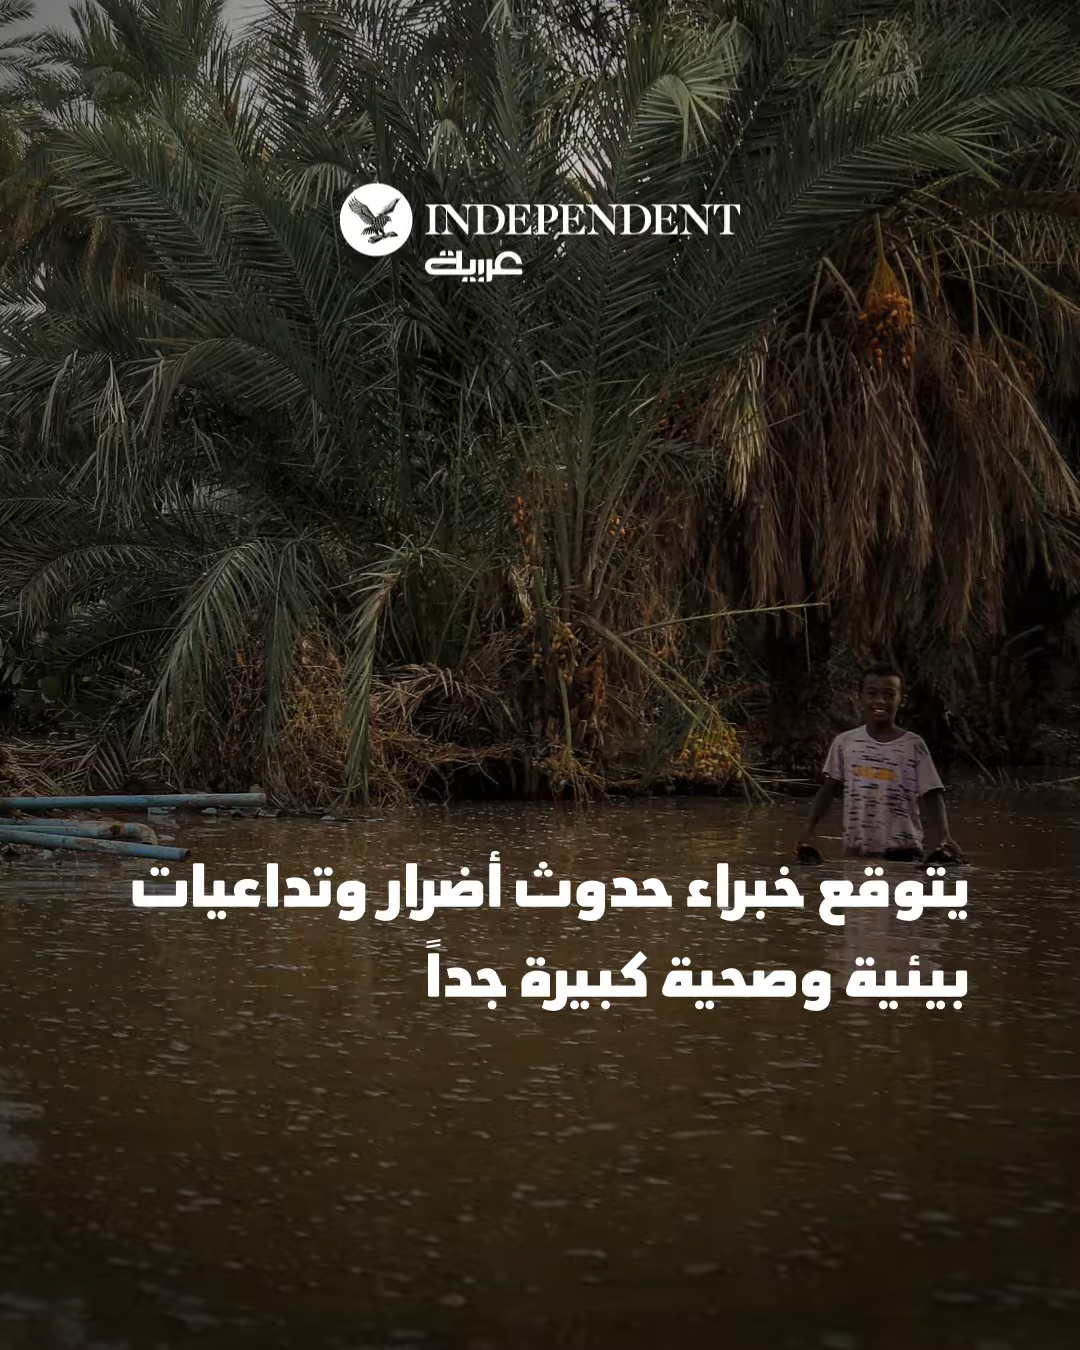 INDEPENDENT
عربية
يتوقع خبراء حدوث أضرار وتداعيات
بيئية وصحية كبيرة جداً